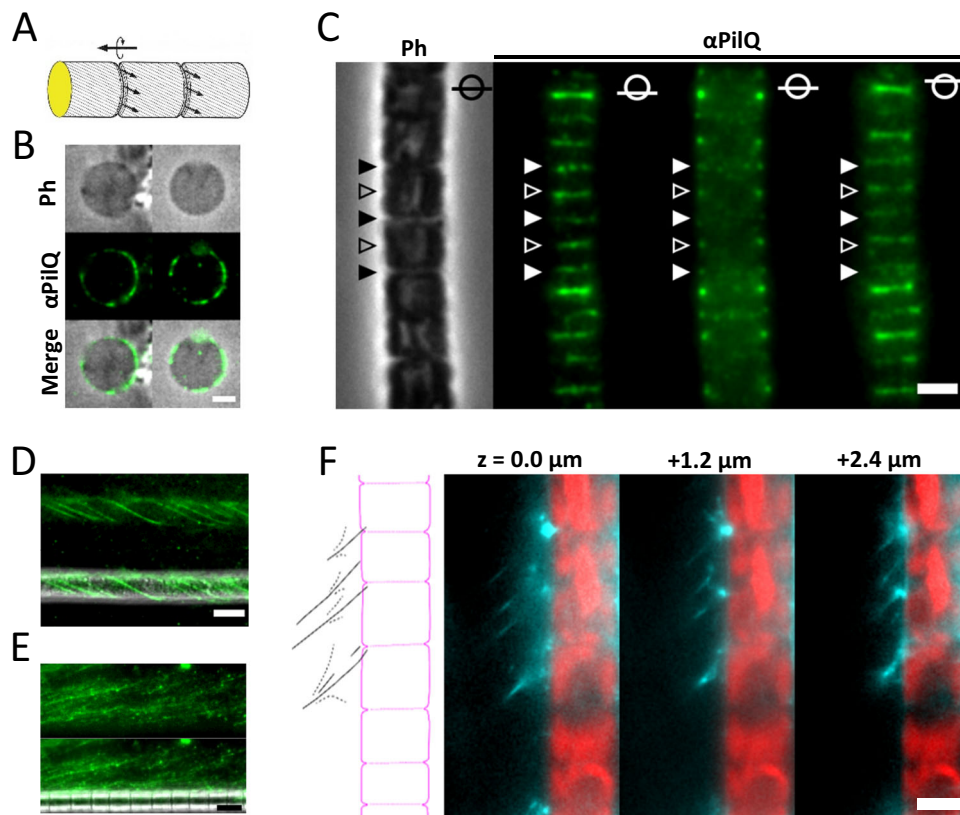 A
B
Ph
αPilQ
Merge
C
Ph
αPilQ
D
E
F
z = 0.0 µm
+1.2 µm
+2.4 µm